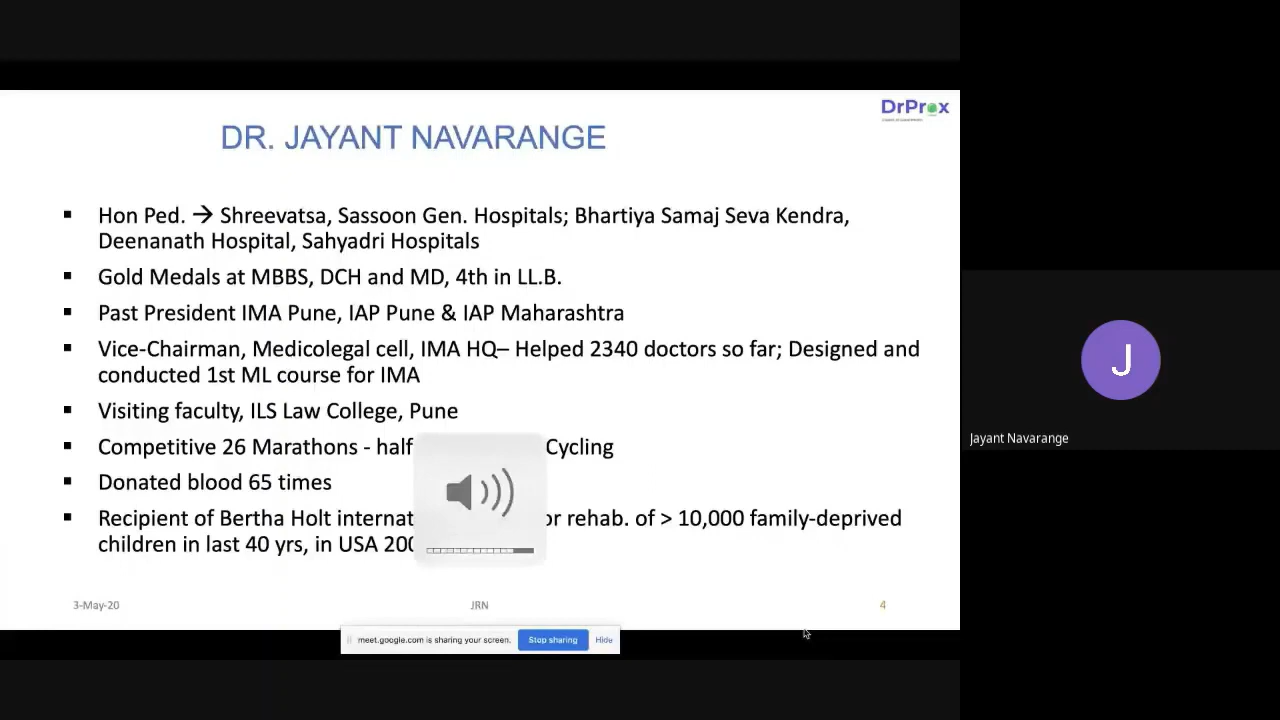 DrProx
DR. JAYANT NAVARANGE
▪ Hon Ped. → Shreevatsa, Sassoon Gen. Hospitals; Bhartiya Samaj Seva Kendra,
Deenanath Hospital, Sahyadri Hospitals
▪ Gold Medals at MBBS, DCH and MD, 4th in LL.B.
▪ Past President IMA Pune, IAP Pune & IAP Maharashtra
▪ Vice-Chairman, Medicolegal cell, IMA HQ– Helped 2340 doctors so far; Designed and
conducted 1st ML course for IMA
▪ Visiting faculty, ILS Law College, Pune
▪ Competitive 26 Marathons - half Cycling
▪ Donated blood 65 times
▪ Recipient of Bertha Holt rehab. of > 10,000 family-deprived
children in last 40 yrs, in USA
3-May-20
JRN
4
meet.google.com is sharing your screen.
Stop sharing
Hide
J
Jayant Navarange